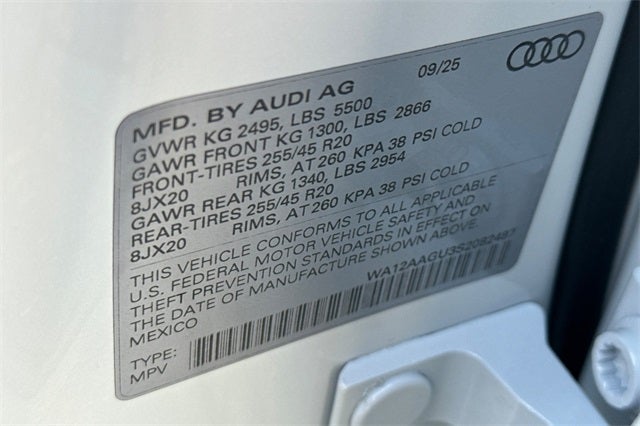 MFD. BY AUDI AG 09/25
GVWR KG 2495, LBS 5500
GAWR FRONT KG 1300, LBS 2866
FRONT-TIRES 255/45 R20
8JX20 RIMS, AT 260 KPA 38 PSI COLD
GAWR REAR KG 1340, LBS 2954
REAR-TIRES 255/45 R20
8JX20 RIMS, AT 260 KPA 38 PSI COLD
THIS VEHICLE CONFORMS TO ALL APPLICABLE
U.S. FEDERAL MOTOR VEHICLE SAFETY AND
THEFT PREVENTION STANDARDS IN EFFECT ON
THE DATE OF MANUFACTURE SHOWN ABOVE.
MEXICO
WA12AAGU3S2082487
TYPE:
MPV